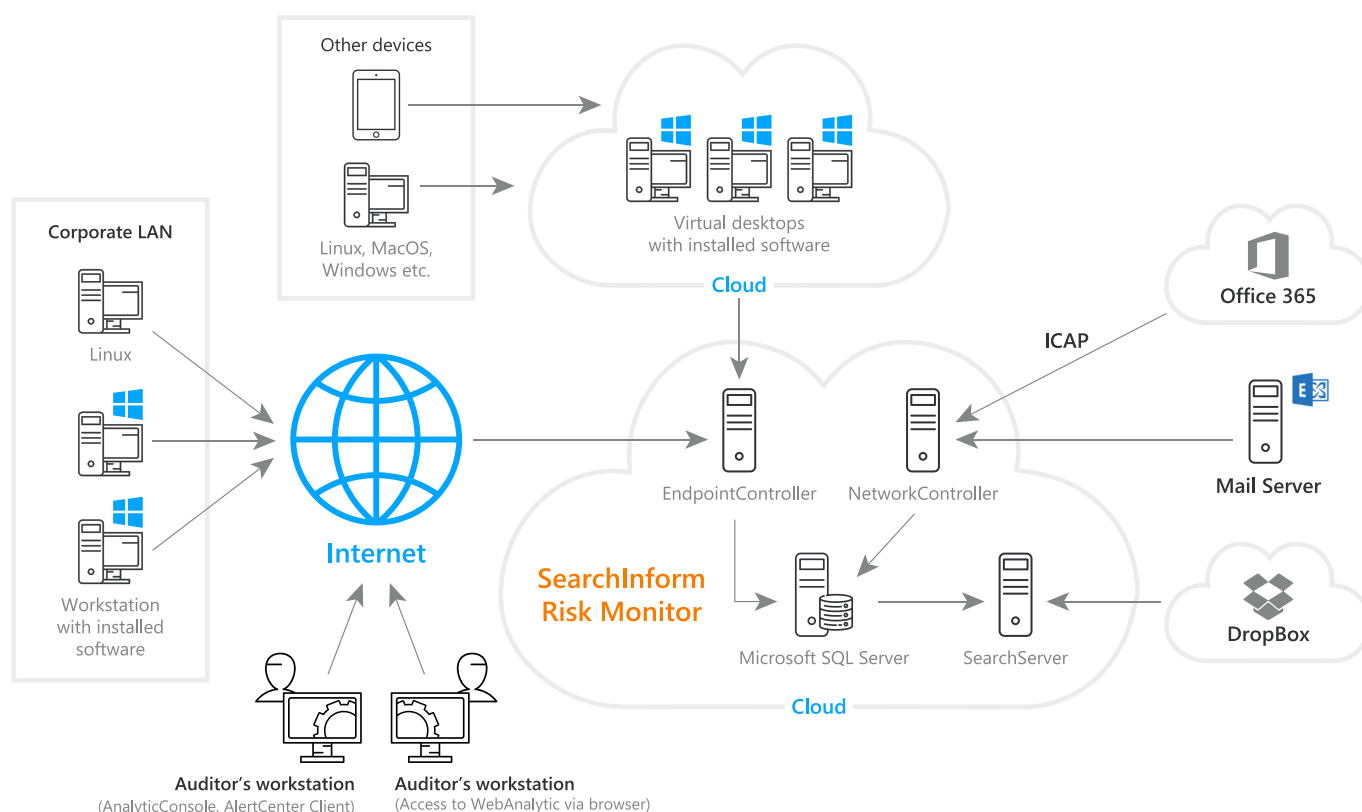 Other devices
Linux, MacOS,
Windows etc.
Virtual desktops
with installed software
Cloud
Corporate LAN
Linux
Workstation
with installed
software
Internet
Office 365
ICAP
E
Mail Server
EndpointController
NetworkController
SearchInform
Risk Monitor
Microsoft SQL Server
SearchServer
DropBox
Cloud
Auditor's workstation
(AnalyticConsole, AlertCenter Client)
Auditor's workstation
(Access to WebAnalytic via browser)